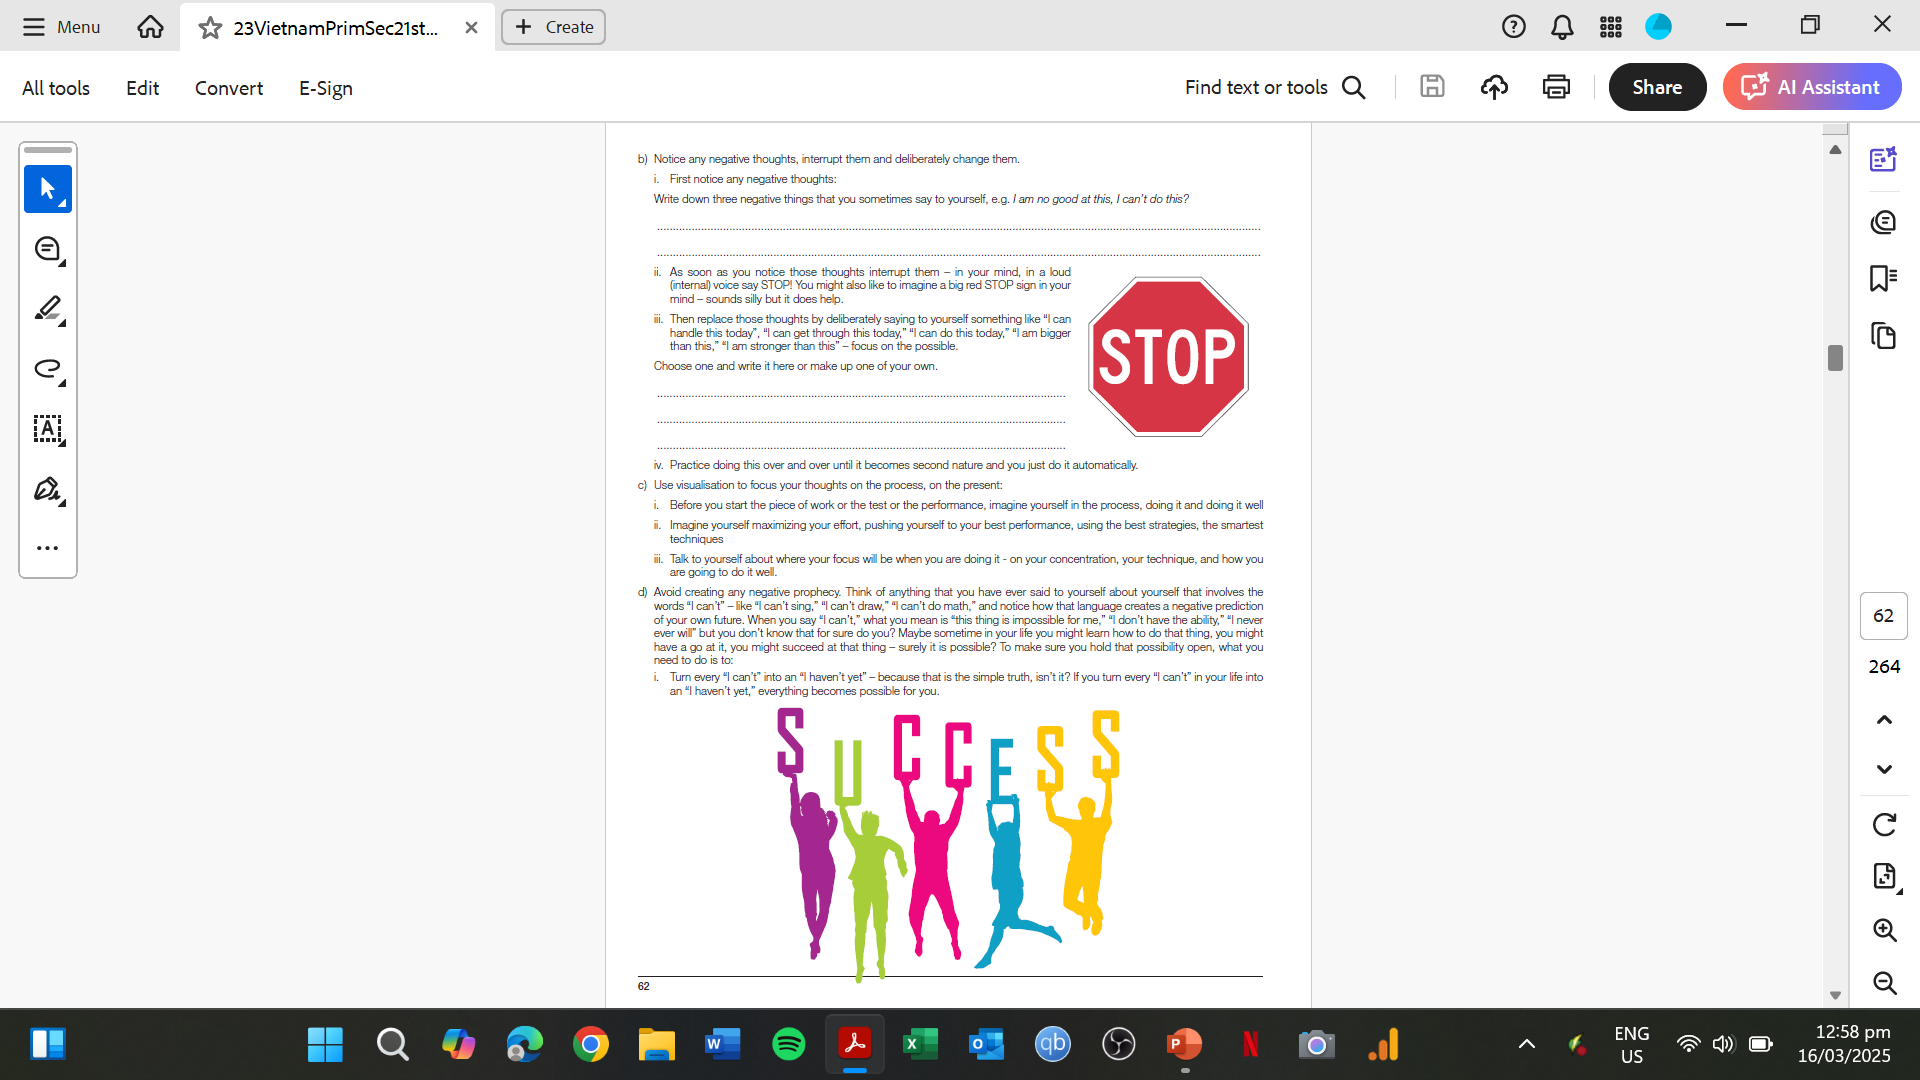 Menu
23VietnamPrimSec21st...
Create
All tools
Edit
Convert
E-Sign
Find text or tools
Share
AI Assistant
b) Notice any negative thoughts, interrupt them and deliberately change them.
i. First notice any negative thoughts:
Write down three negative things that you sometimes say to yourself, e.g. I am no good at this, I can't do this?
ii. As soon as you notice those thoughts interrupt them – in your mind, in a loud
(internal) voice say STOP! You might also like to imagine a big red STOP sign in your
mind – sounds silly but it does help.
iii. Then replace those thoughts by deliberately saying to yourself something like “I can
handle this today”, “I can get through this today,” “I can do this today,” “I am bigger
than this,” “I am stronger than this” – focus on the possible.
Choose one and write it here or make up one of your own.
STOP
iv. Practice doing this over and over until it becomes second nature and you just do it automatically.
c) Use visualisation to focus your thoughts on the process, on the present:
i. Before you start the piece of work or the test or the performance, imagine yourself in the process, doing it and doing it well
ii. Imagine yourself maximizing your effort, pushing yourself to your best performance, using the best strategies, the smartest
techniques
iii. Talk to yourself about where your focus will be when you are doing it - on your concentration, your technique, and how you
are going to do it well.
d) Avoid creating any negative prophecy. Think of anything that you have ever said to yourself about yourself that involves the
words “I can't” – like “I can't sing,” “I can't draw,” “I can't do math,” and notice how that language creates a negative prediction
of your own future. When you say “I can't,” what you mean is “this thing is impossible for me,” “I don't have the ability,” “I never
ever will” but you don't know that for sure do you? Maybe sometime in your life you might learn how to do that thing, you might
have a go at it, you might succeed at that thing – surely it is possible? To make sure you hold that possibility open, what you
need to do is to:
i. Turn every “I can't” into an “I haven't yet” – because that is the simple truth, isn't it? If you turn every “I can't” in your life into
an “I haven't yet,” everything becomes possible for you.
SUCCESS
62
62
264
ENG
US
12:58 pm
16/03/2025